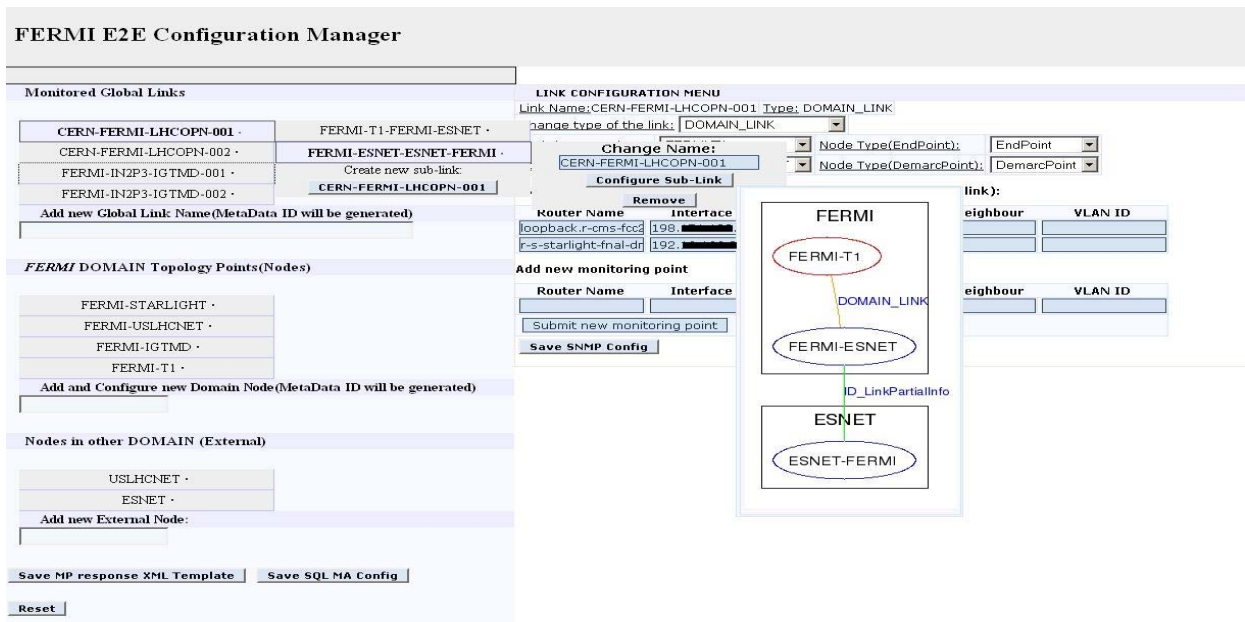 FERMI E2E Configuration Manager
Monitored Global Links
CERN-FERMI-LHCOPN-001 ·
CERN-FERMI-LHCOPN-002 ·
FERMI-IN2P3-IGTMD-001 ·
FERMI-IN2P3-IGTMD-002 ·
FERMI-T1-FERMI-ESNET ·
FERMI-ESNET-ESNET-FERMI ·
Create new sub-link:
CERN-FERMI-LHCOPN-001
Add new Global Link Name(MetaData ID will be generated)
FERMI DOMAIN Topology Points(Nodes)
FERMI-STARLIGHT ·
FERMI-USLHCNET ·
FERMI-IGTMD ·
FERMI-T1 ·
Add and Configure new Domain Node(MetaData ID will be generated)
Nodes in other DOMAIN (External)
USLHCNET ·
ESNET ·
Add new External Node:
Save MP response XML Template
Save SQL MA Config
Reset
LINK CONFIGURATION MENU
Link Name:CERN-FERMI-LHCOPN-001 Type: DOMAIN_LINK
hange type of the link: DOMAIN_LINK
Node Type(EndPoint): EndPoint
Node Type(DemarcPoint): DemarcPoint
Change Name:
CERN-FERMI-LHCOPN-001
Configure Sub-Link
Remove
link):
Router Name Interface eighbour VLAN ID
loopback.r-cms-fcc2 198.
r-s-starlight-fnal-dr 192.
Add new monitoring point
Router Name Interface eighbour VLAN ID
Submit new monitoring point
Save SNMP Config
FERMI
FERMI-T1
DOMAIN_LINK
FERMI-ESNET
ID_LinkPartialInfo
ESNET
ESNET-FERMI